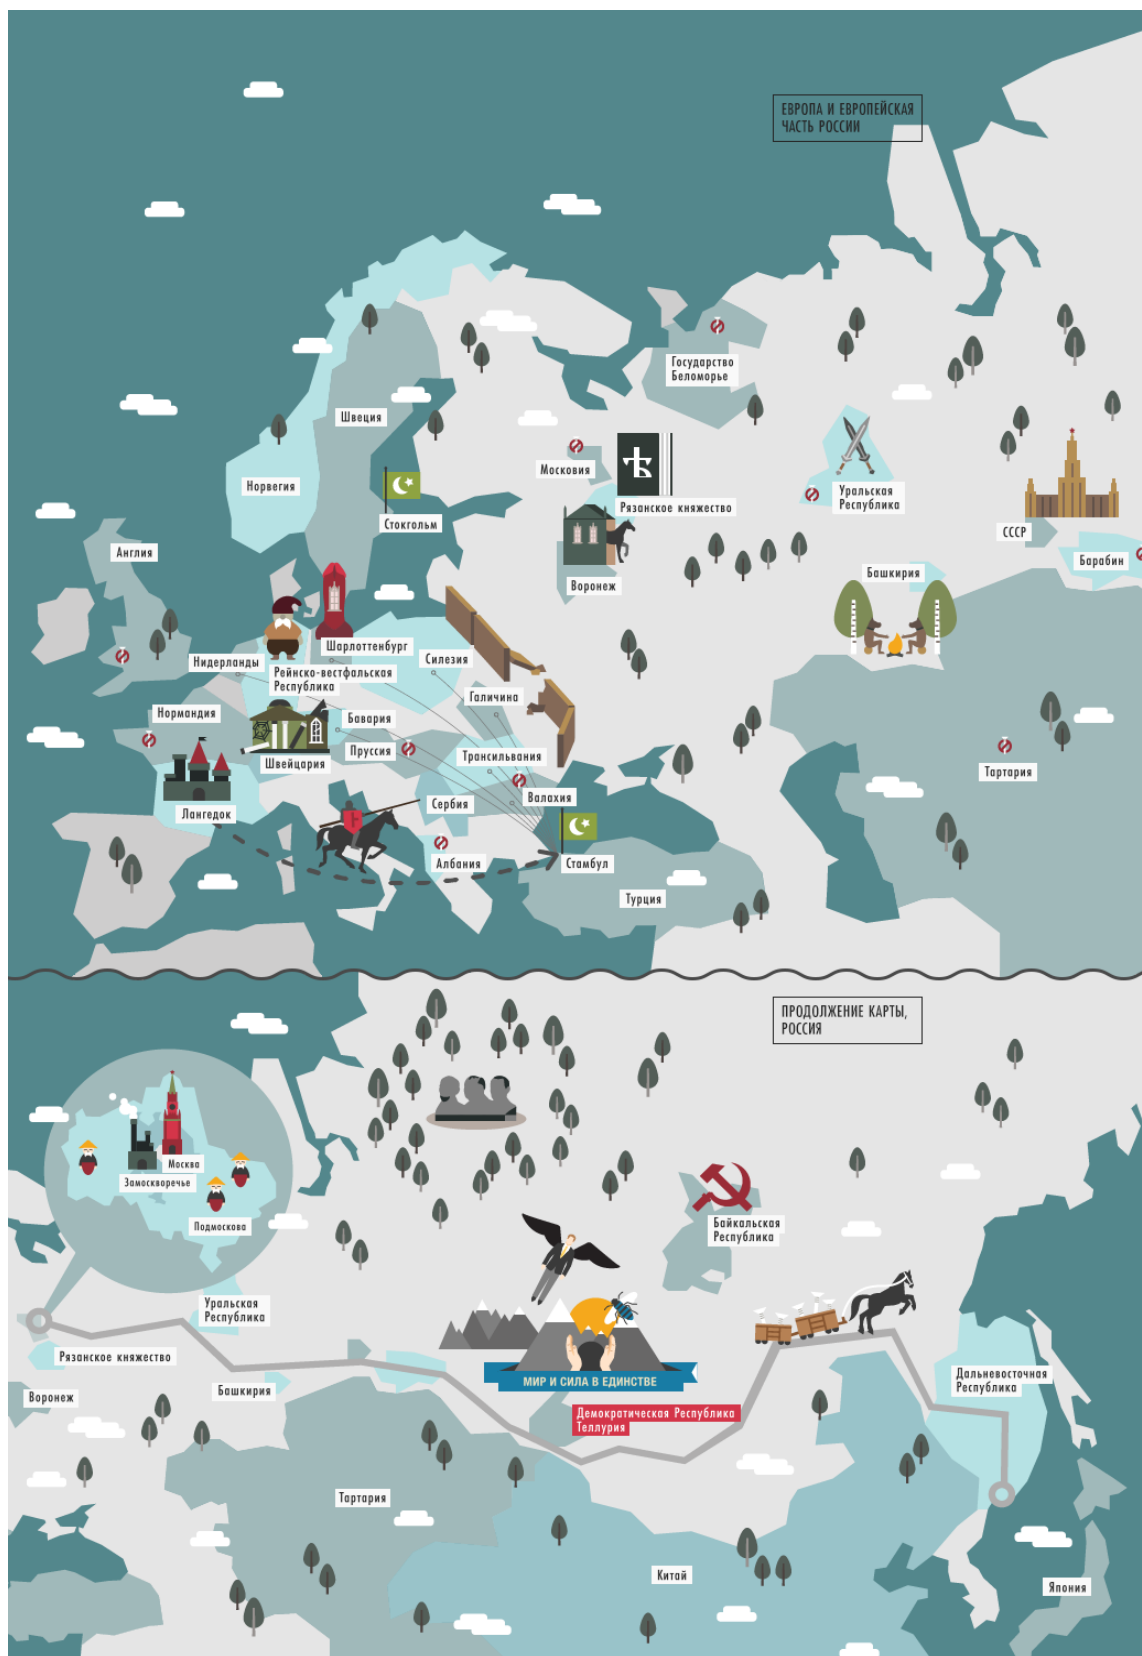 ЕВРОПА И ЕВРОПЕЙСКАЯ
ЧАСТЬ РОССИИ
Государство
Беломорье
Швеция
Московия
Норвегия
Уральская
Республика
Рязанское княжество
Стокгольм
СССР
Англия
Барабин
Башкирия
Воронеж
Шарлоттенбург
Силезия
Нидерланды
Рейнско-вестфальская
Республика
Галичина
Нормандия
Бавария
Пруссия
Трансильвания
Швейцария
Тартария
Валахия
Сербия
Лангедок
Албания
Стамбул
Турция
ПРОДОЛЖЕНИЕ КАРТЫ,
РОССИЯ
Москва
Замоскворечье
Подмосковa
Байкальская
Республика
Уральская
Республика
Рязанское княжество
Дальневосточная
Республика
МИР И СИЛА В ЕДИНСТВЕ
Башкирия
Воронеж
Демократическая Республика
Теллурия
Тартария
Китай
Япония